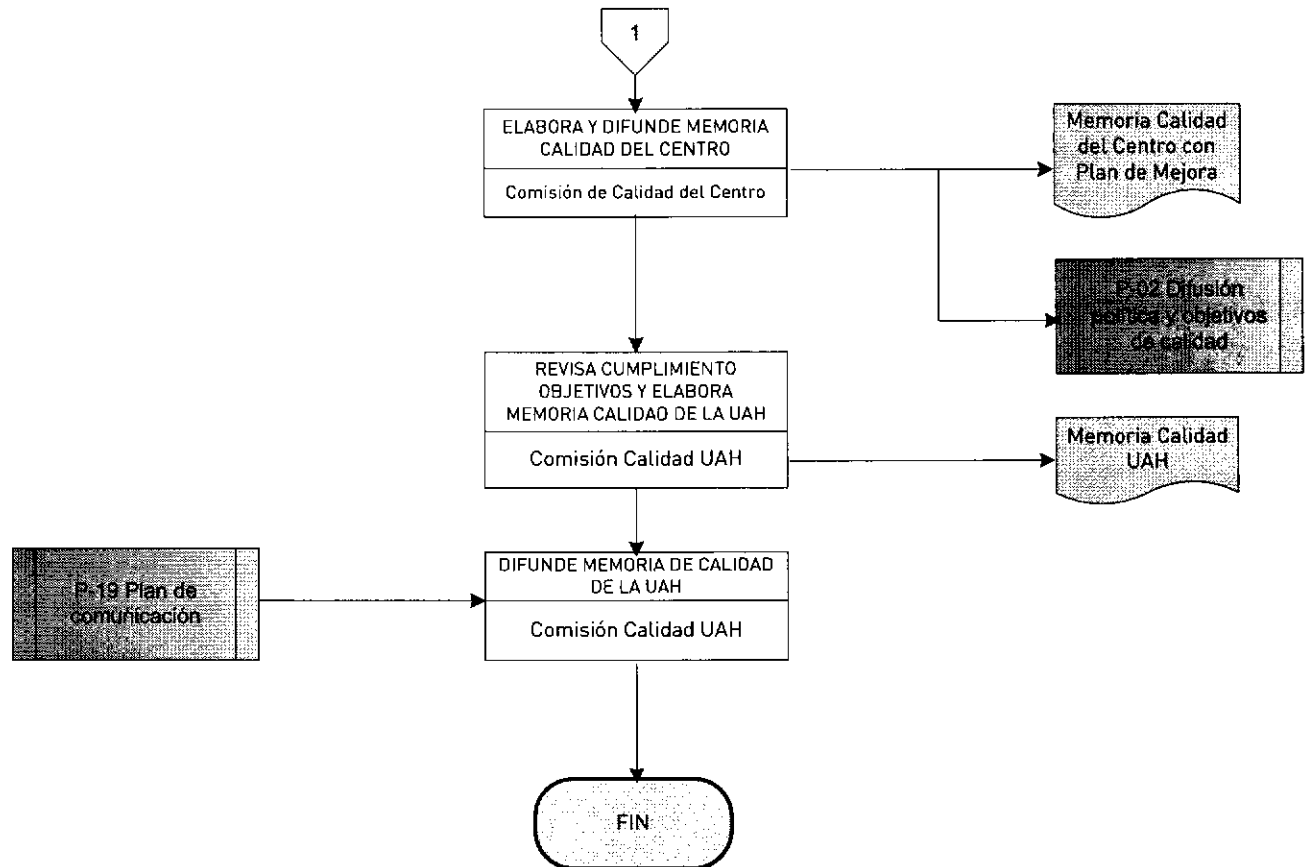 1
ELABORA Y DIFUNDE MEMORIA
CALIDAD DEL CENTRO
Comisión de Calidad del Centro
Memoria Calidad
del Centro con
Plan de Mejora
P-02 Difusión
política y objetivos
de calidad
REVISA CUMPLIMIENTO
OBJETIVOS Y ELABORA
MEMORIA CALIDAD DE LA UAH
Comisión Calidad UAH
Memoria Calidad
UAH
P-19 Plan de
comunicación
DIFUNDE MEMORIA DE CALIDAD
DE LA UAH
Comisión Calidad UAH
FIN